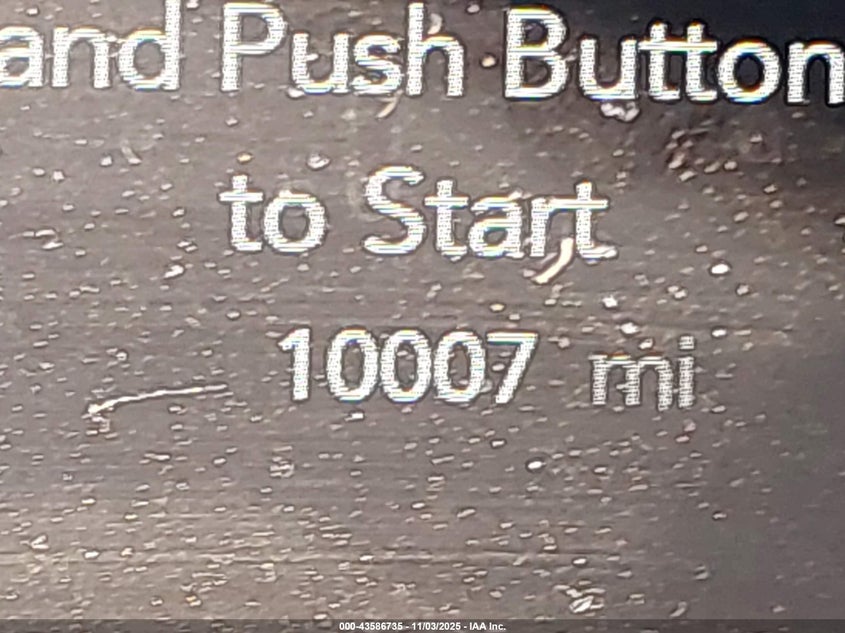 and Push Button
to Start
10007 mi
000-43586735 - 11/03/2025 - IAA Inc.